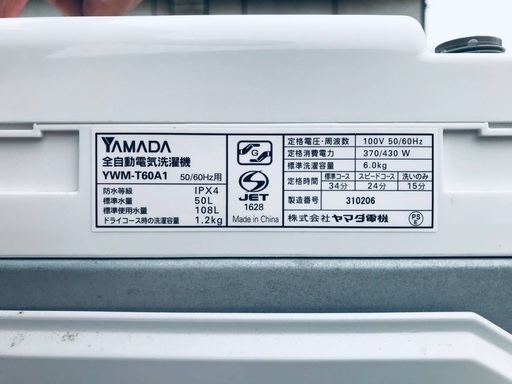 YAMADA
全自動電気洗濯機
YWM-T60A1 50/60Hz用
防水等級 IPX4
標準水量 50L
標準使用水量 108L
ドライコース時の洗濯容量 1.2kg
G
JET
1628
Made in China
定格電圧・周波数 100V 50/60Hz
定格消費電力 370/430 W
標準洗濯容量 6.0kg
定格時間 標準コース スピードコース 洗いのみ
34分 24分 15分
製造番号 310206
株式会社 ヤマダ電機
PS
E